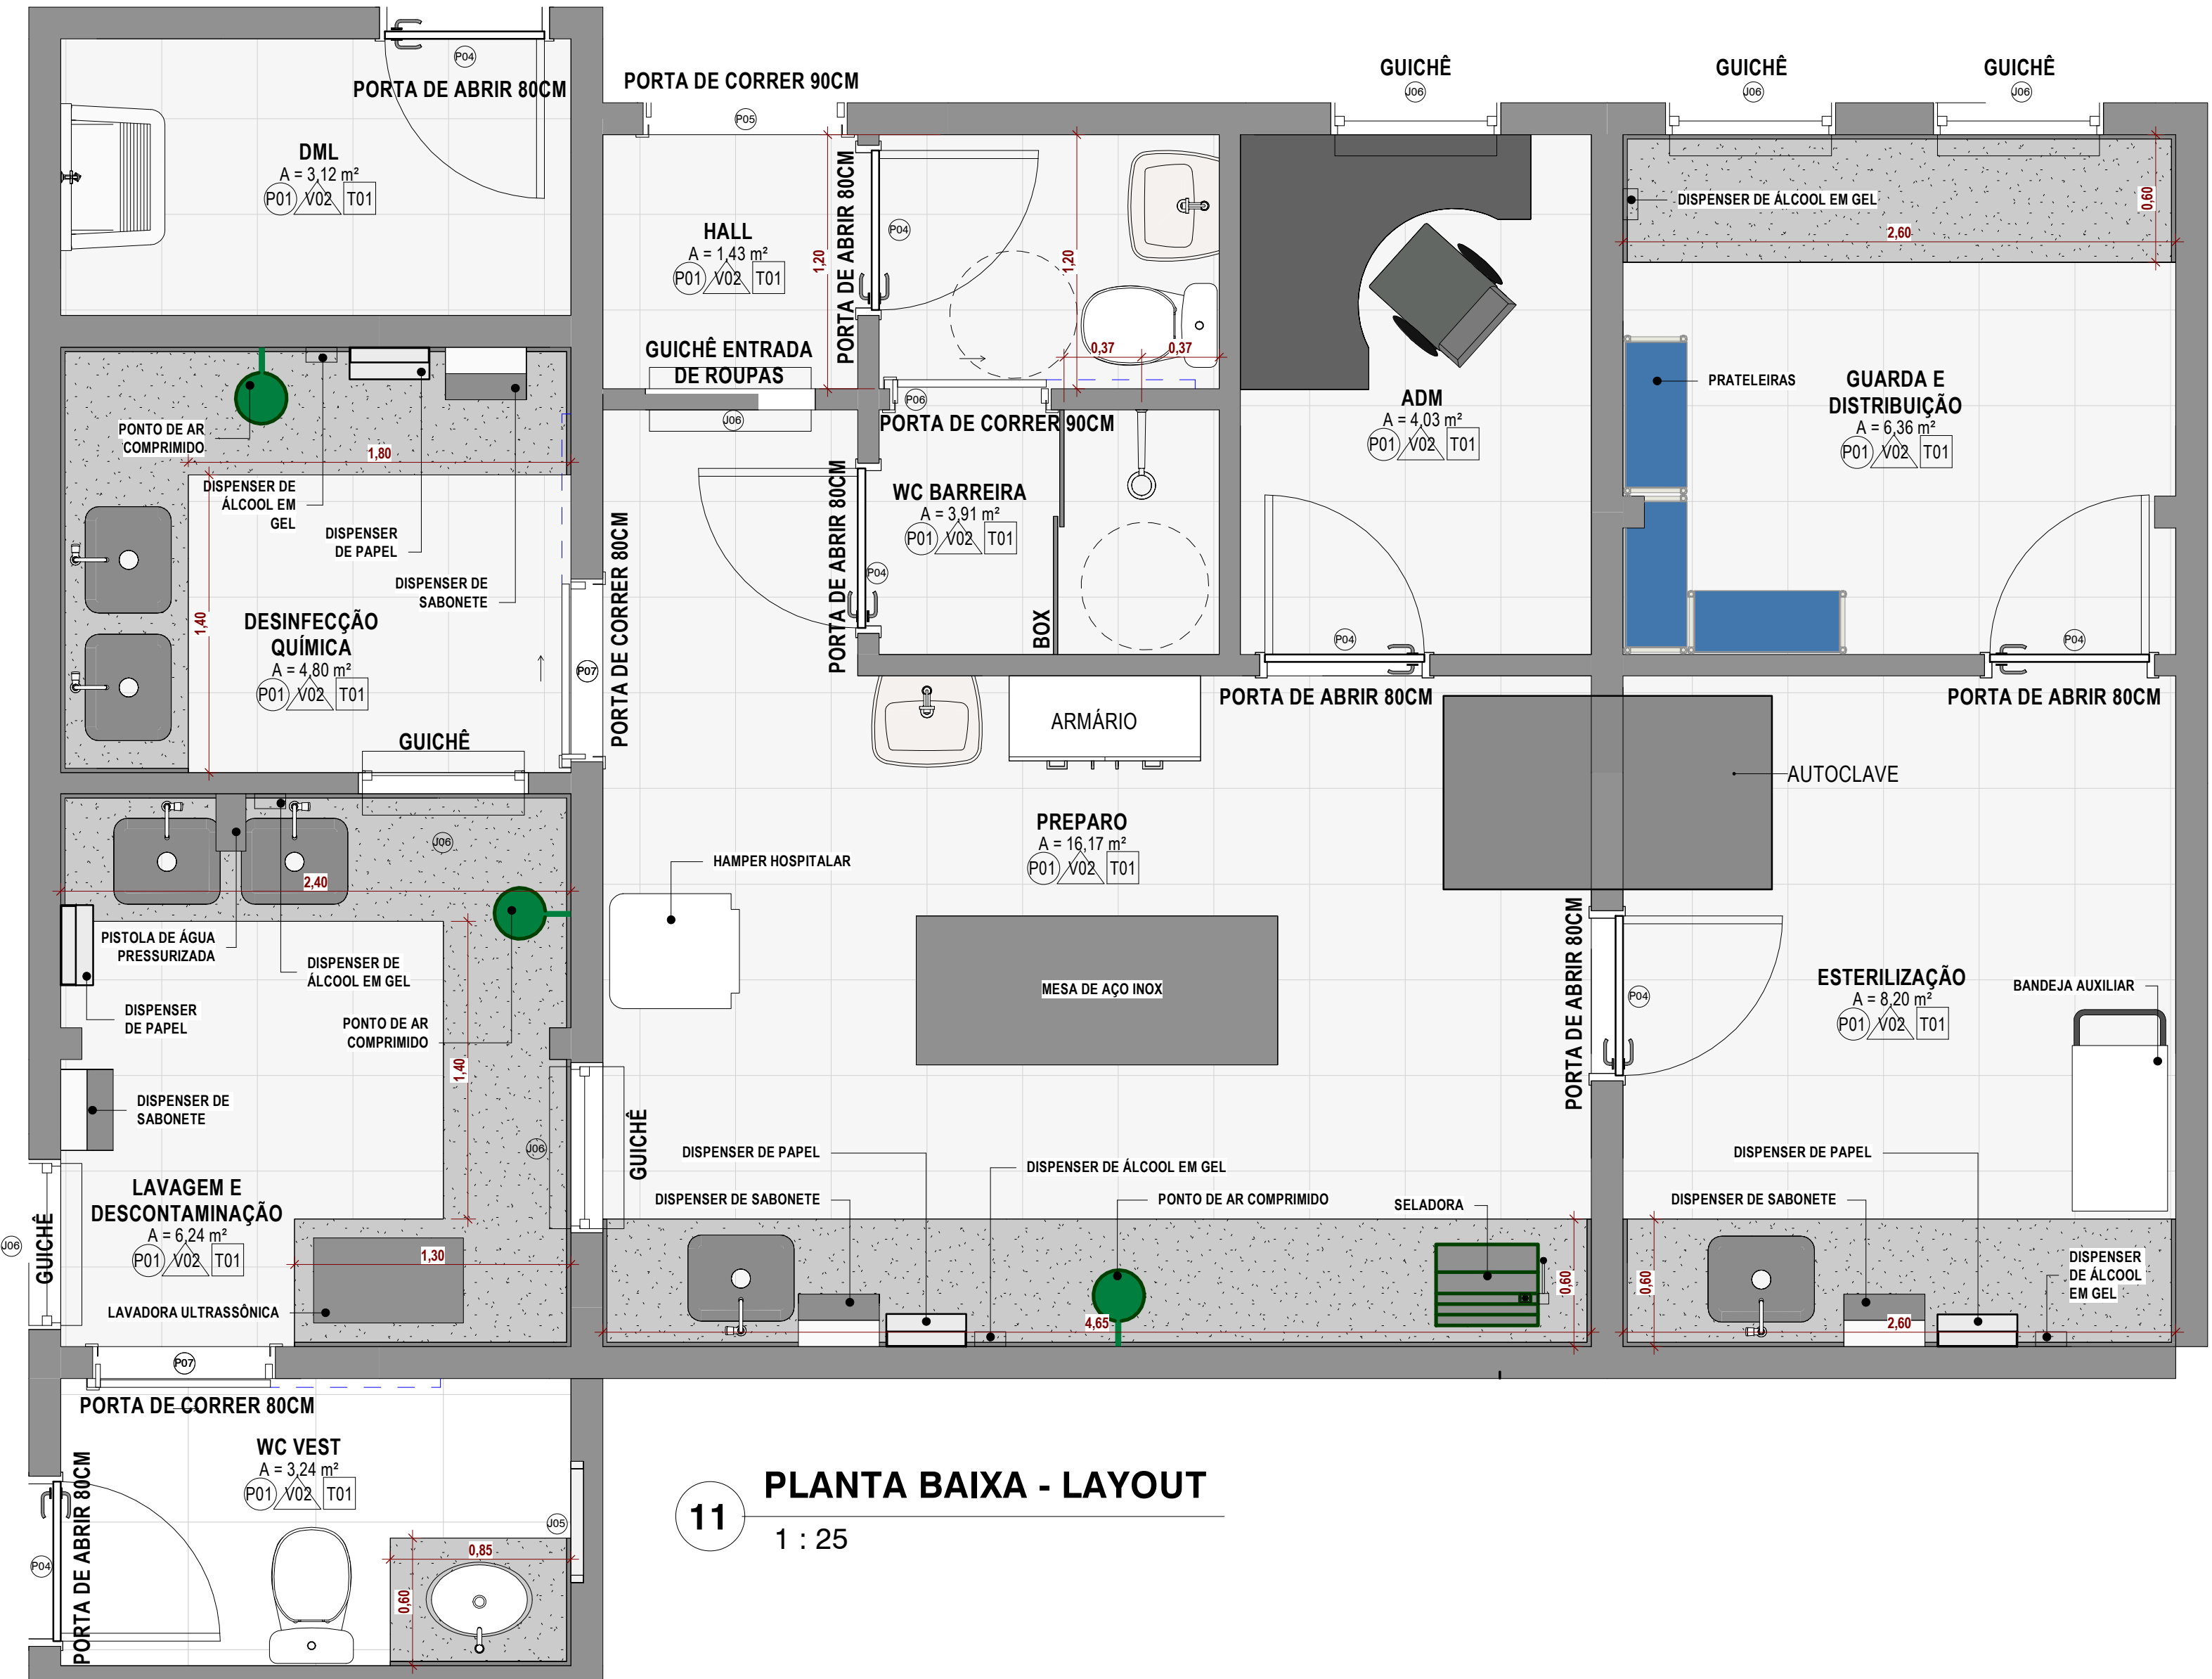 P04
PORTA DE ABRIR 80CM
DML
A = 3,12 m²
P01 V02 T01
PORTA DE CORRER 90CM
P05
HALL
A = 1,43 m²
P01 V02 T01
1,20
PORTA DE ABRIR 80CM
P04
1,20
0,37
0,37
GUICHÊ ENTRADA
DE ROUPAS
J06
P06
PORTA DE CORRER 90CM
WC BARREIRA
A = 3,91 m²
P01 V02 T01
PORTA DE ABRIR 80CM
P04
BOX
GUICHÊ
J06
ADM
A = 4,03 m²
P01 V02 T01
P04
PORTA DE ABRIR 80CM
GUICHÊ
J06
GUICHÊ
J06
DISPENSER DE ÁLCOOL EM GEL
2,60
0,60
PRATELEIRAS
GUARDA E
DISTRIBUIÇÃO
A = 6,36 m²
P01 V02 T01
P04
PORTA DE ABRIR 80CM
PONTO DE AR
COMPRIMIDO
1,80
DISPENSER DE
ÁLCOOL EM
GEL
DISPENSER
DE PAPEL
DISPENSER DE
SABONETE
1,40
DESINFECÇÃO
QUÍMICA
A = 4,80 m²
P01 V02 T01
PORTA DE CORRER 80CM
P07
GUICHÊ
J06
2,40
PISTOLA DE ÁGUA
PRESSURIZADA
DISPENSER DE
ÁLCOOL EM GEL
DISPENSER
DE PAPEL
PONTO DE AR
COMPRIMIDO
1,40
DISPENSER DE
SABONETE
J06
GUICHÊ
LAVAGEM E
DESCONTAMINAÇÃO
A = 6,24 m²
P01 V02 T01
J06
GUICHÊ
1,30
LAVADORA ULTRASSÔNICA
P07
PORTA DE CORRER 80CM
ARMÁRIO
AUTOCLAVE
PREPARO
A = 16,17 m²
P01 V02 T01
HAMPER HOSPITALAR
MESA DE AÇO INOX
PORTA DE ABRIR 80CM
P04
DISPENSER DE PAPEL
DISPENSER DE ÁLCOOL EM GEL
DISPENSER DE SABONETE
PONTO DE AR COMPRIMIDO
SELADORA
4,65
0,60
ESTERILIZAÇÃO
A = 8,20 m²
P01 V02 T01
BANDEJA AUXILIAR
DISPENSER DE PAPEL
DISPENSER DE SABONETE
DISPENSER
DE ÁLCOOL
EM GEL
0,60
2,60
WC VEST
A = 3,24 m²
P01 V02 T01
PORTA DE ABRIR 80CM
P04
J05
0,85
0,60
11
PLANTA BAIXA - LAYOUT
1 : 25